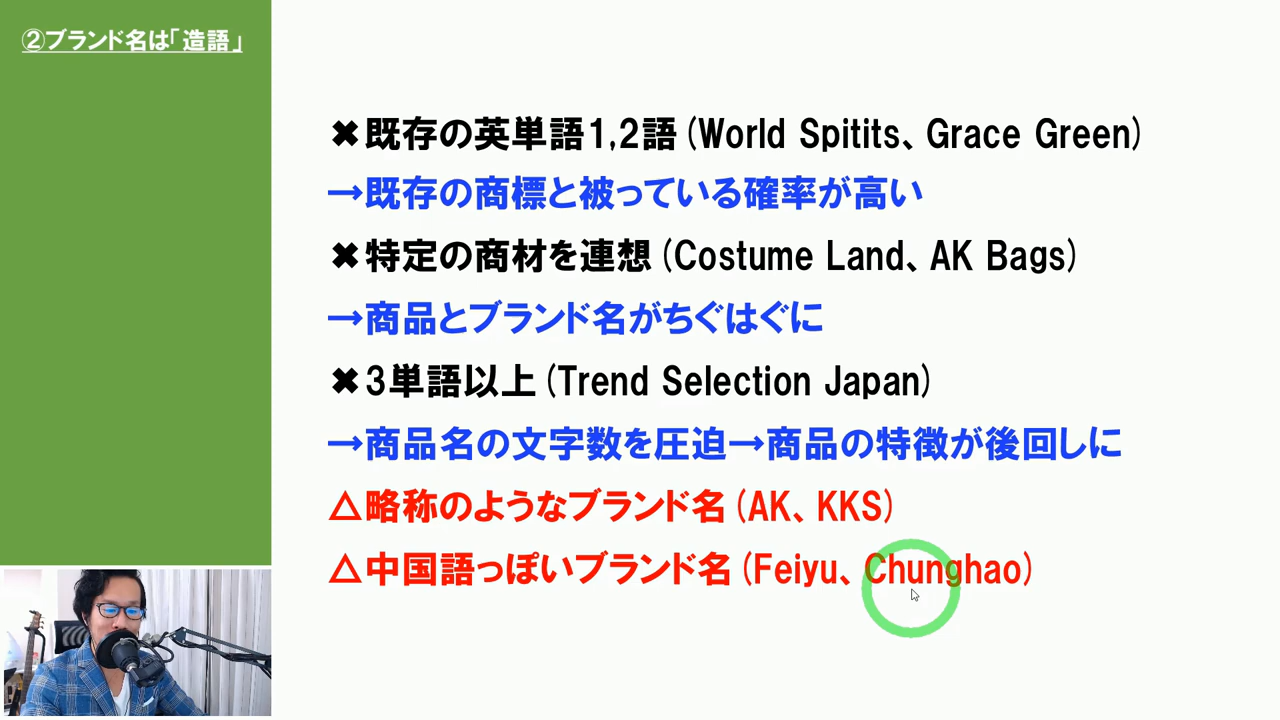 ②ブランド名は「造語」
✖既存の英単語1,2語(World Spitits、Grace Green)
→既存の商標と被っている確率が高い
✖特定の商材を連想(Costume Land、AK Bags)
→商品とブランド名がちぐはぐに
✖3単語以上(Trend Selection Japan)
→商品名の文字数を圧迫→商品の特徴が後回しに
△略称のようなブランド名(AK、KKS)
△中国語っぽいブランド名(Feiyu、Chunghao)